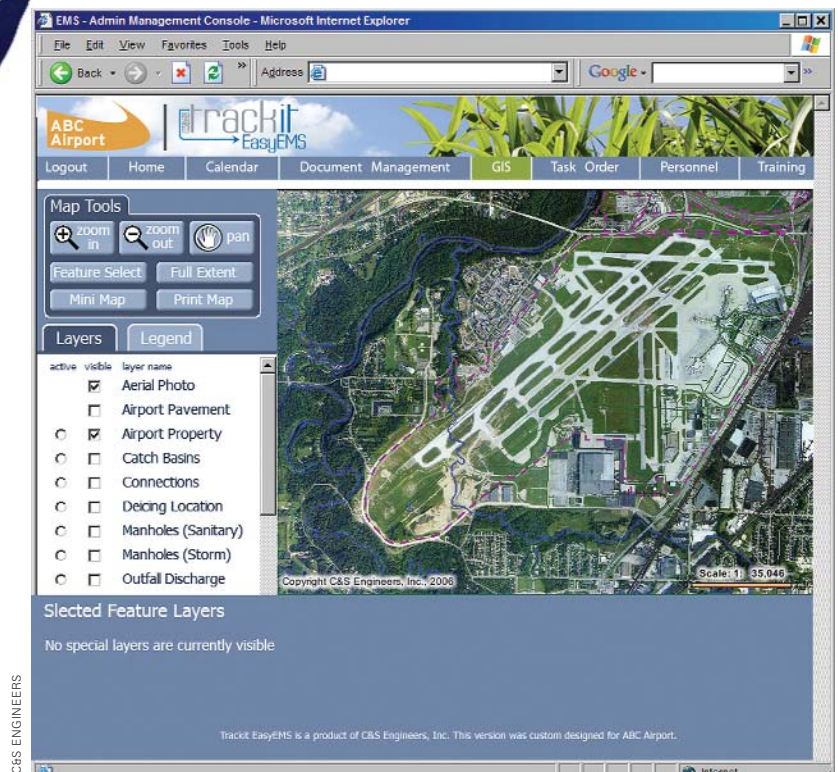 EMS - Admin Management Console - Microsoft Internet Explorer
File Edit View Favorites Tools Help
Back Address Google
ABC Airport
trackit EasyEMS
Logout Home Calendar Document Management GIS Task Order Personnel Training
Map Tools
zoom in zoom out pan
Feature Select Full Extent
Mini Map Print Map
Layers Legend
active visible layer name
Aerial Photo
Airport Pavement
Airport Property
Catch Basins
Connections
Deicing Location
Manholes (Sanitary)
Manholes (Storm)
Outfall Discharge
Copyright C&S Engineers, Inc., 2006
Scale: 1: 35,046
Slected Feature Layers
No special layers are currently visible
Trackit EasyEMS is a product of C&S Engineers, Inc. This version was custom designed for ABC Airport.
Internet
C&S ENGINEERS